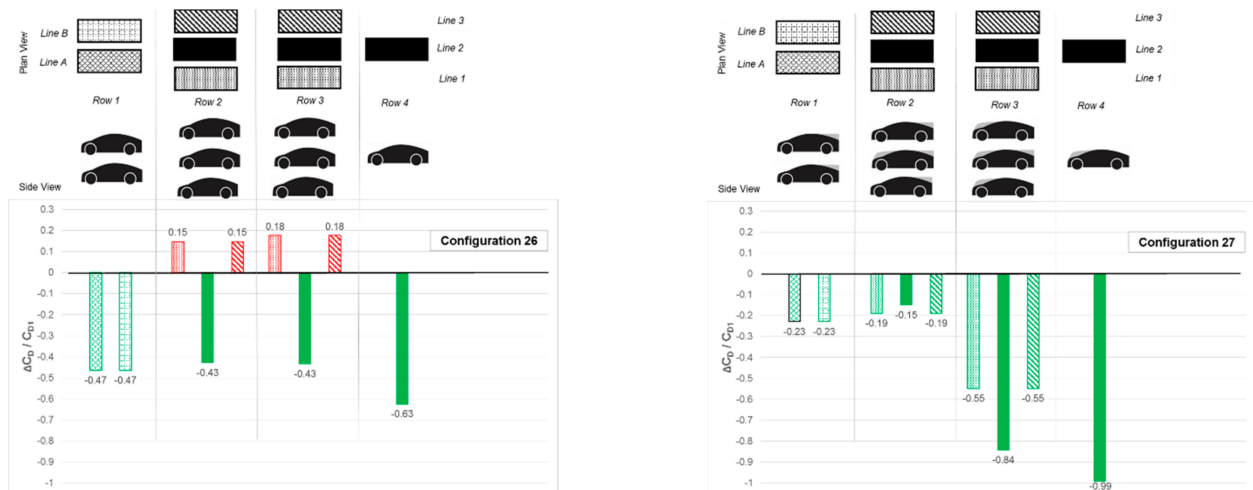 Plan View
Line B
Line A
Line 3
Line 2
Line 1
Row 1
Row 2
Row 3
Row 4
Side View
Configuration 26
ΔCD / CD1
0.3
0.2
0.1
0
-0.1
-0.2
-0.3
-0.4
-0.5
-0.6
-0.7
-0.8
-0.9
-1
0.15
0.15
0.18
0.18
-0.47
-0.47
-0.43
-0.43
-0.63
Plan View
Line B
Line A
Line 3
Line 2
Line 1
Row 1
Row 2
Row 3
Row 4
Side View
Configuration 27
ΔCD / CD1
0.3
0.2
0.1
0
-0.1
-0.2
-0.3
-0.4
-0.5
-0.6
-0.7
-0.8
-0.9
-1
-0.23
-0.23
-0.19
-0.15
-0.19
-0.55
-0.84
-0.55
-0.99